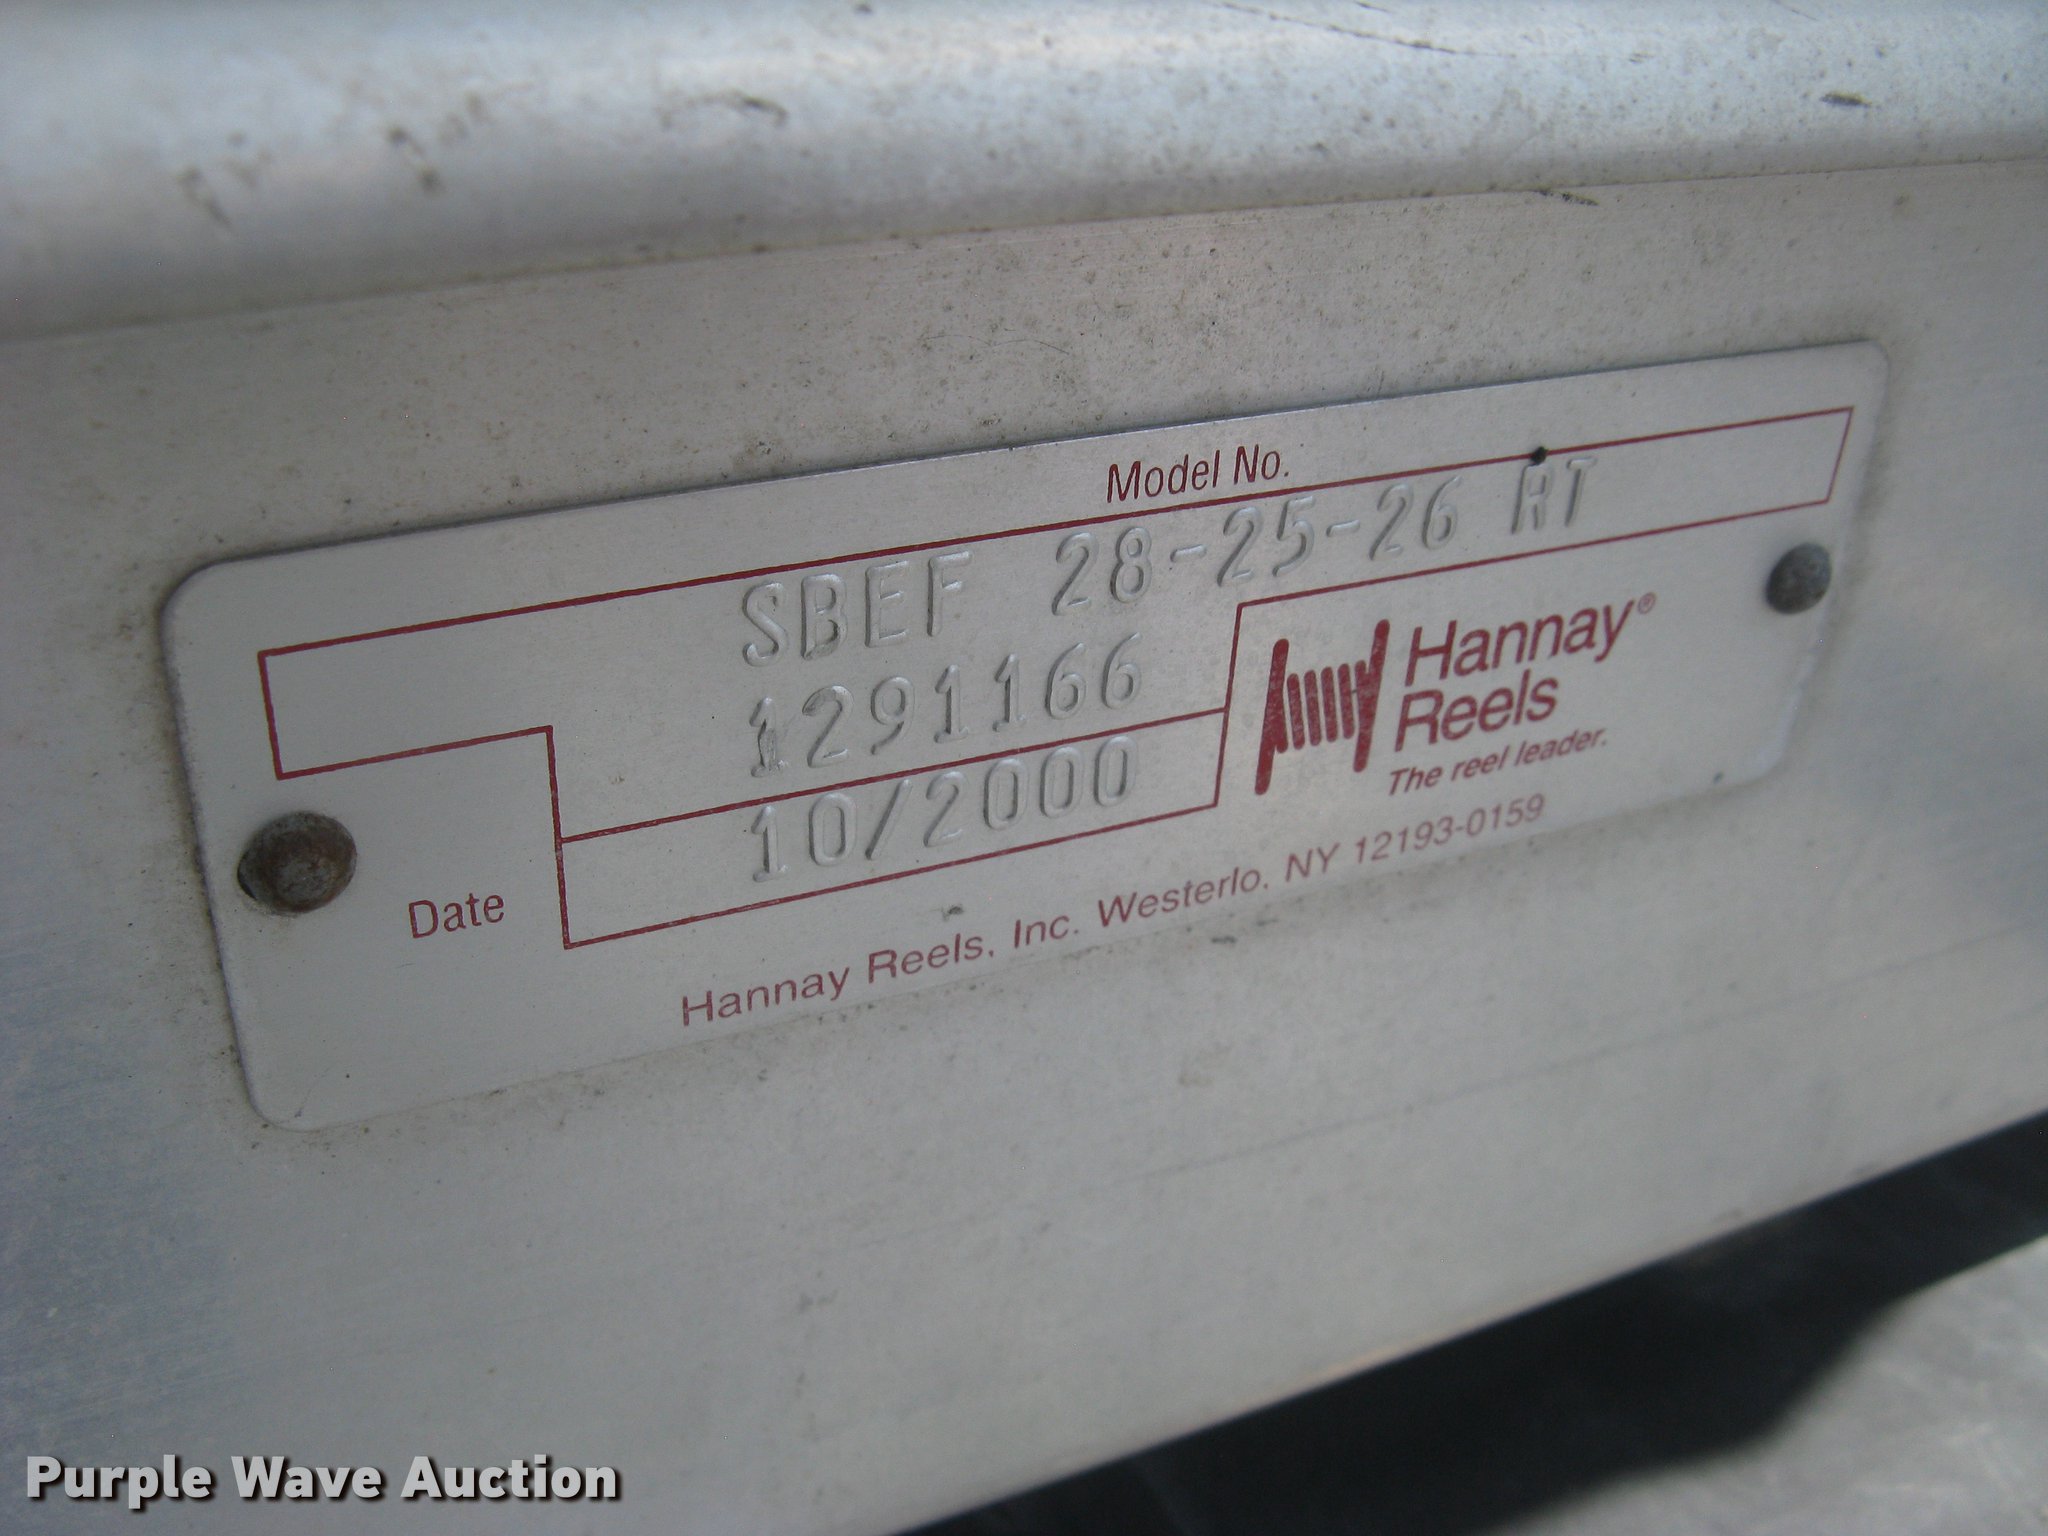 Model No.
SBEF 28-25-26 RT
1291166
10/2000
Date
Hannay®
Reels
The reel leader.
Hannay Reels, Inc. Westerlo, NY 12193-0159
Purple Wave Auction